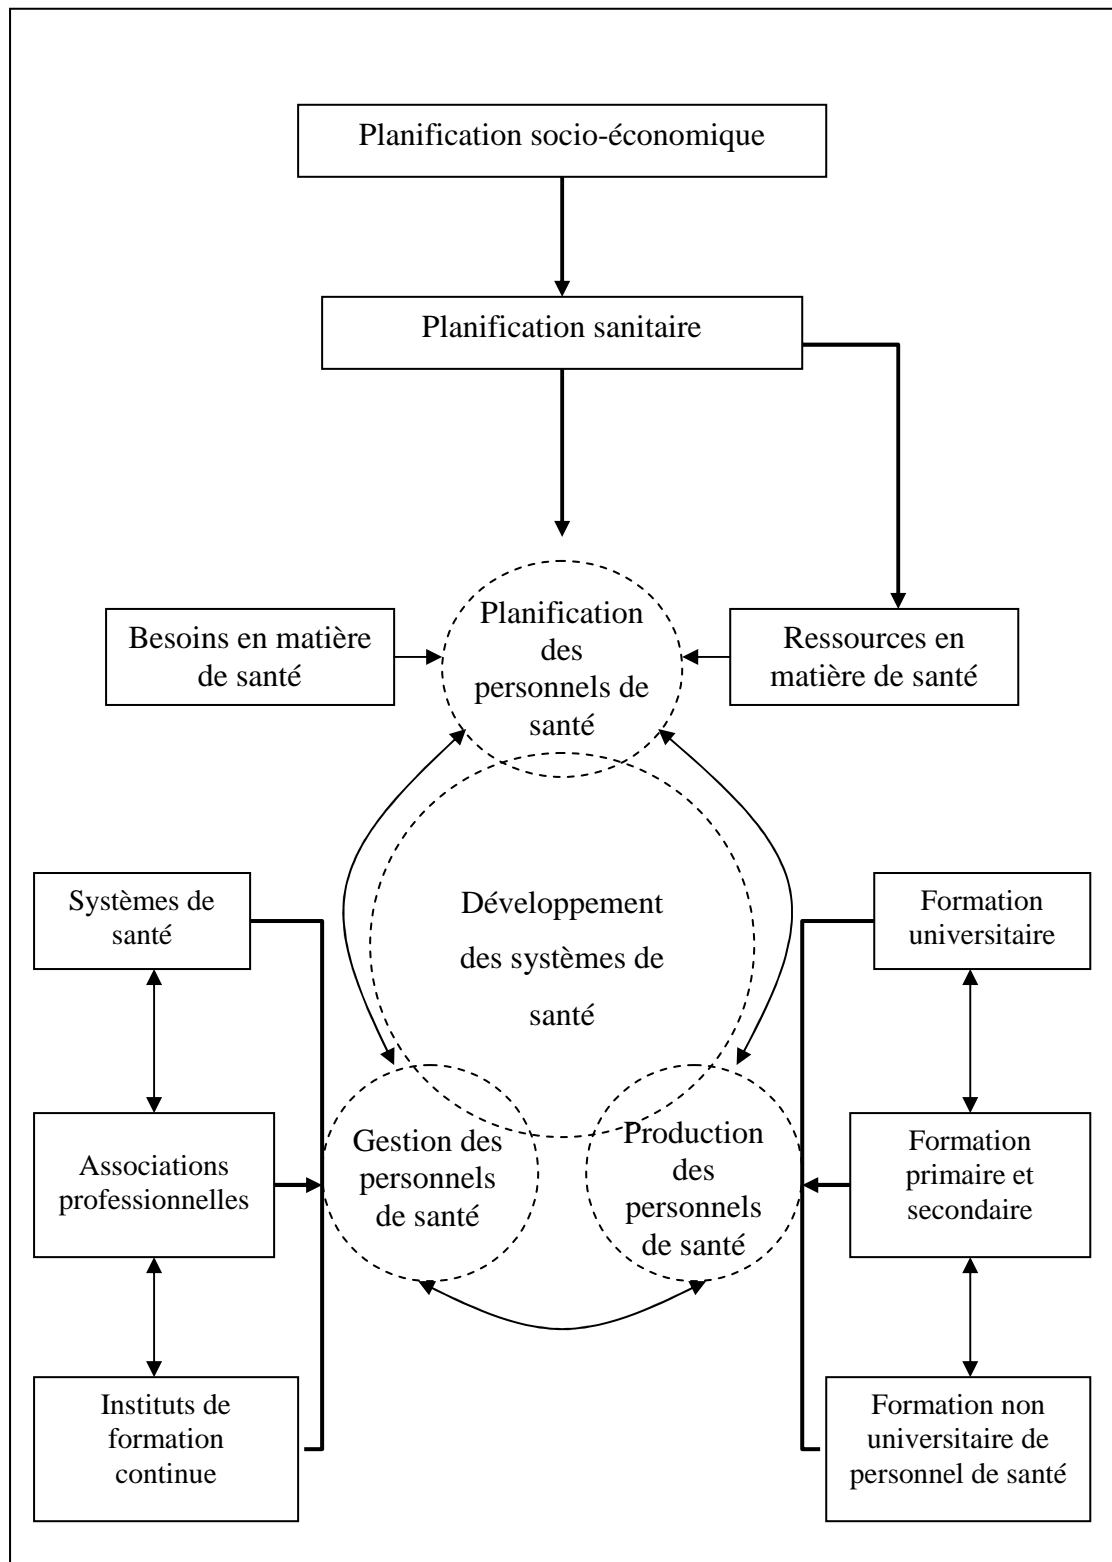 Planification socio-économique
Planification sanitaire
Besoins en matière
de santé
Planification
des
personnels de
santé
Ressources en
matière de santé
Systèmes de
santé
Développement
des systèmes de
santé
Formation
universitaire
Associations
professionnelles
Gestion des
personnels
de santé
Production
des
personnels
de santé
Formation
primaire et
secondaire
Instituts de
formation
continue
Formation non
universitaire de
personnel de santé